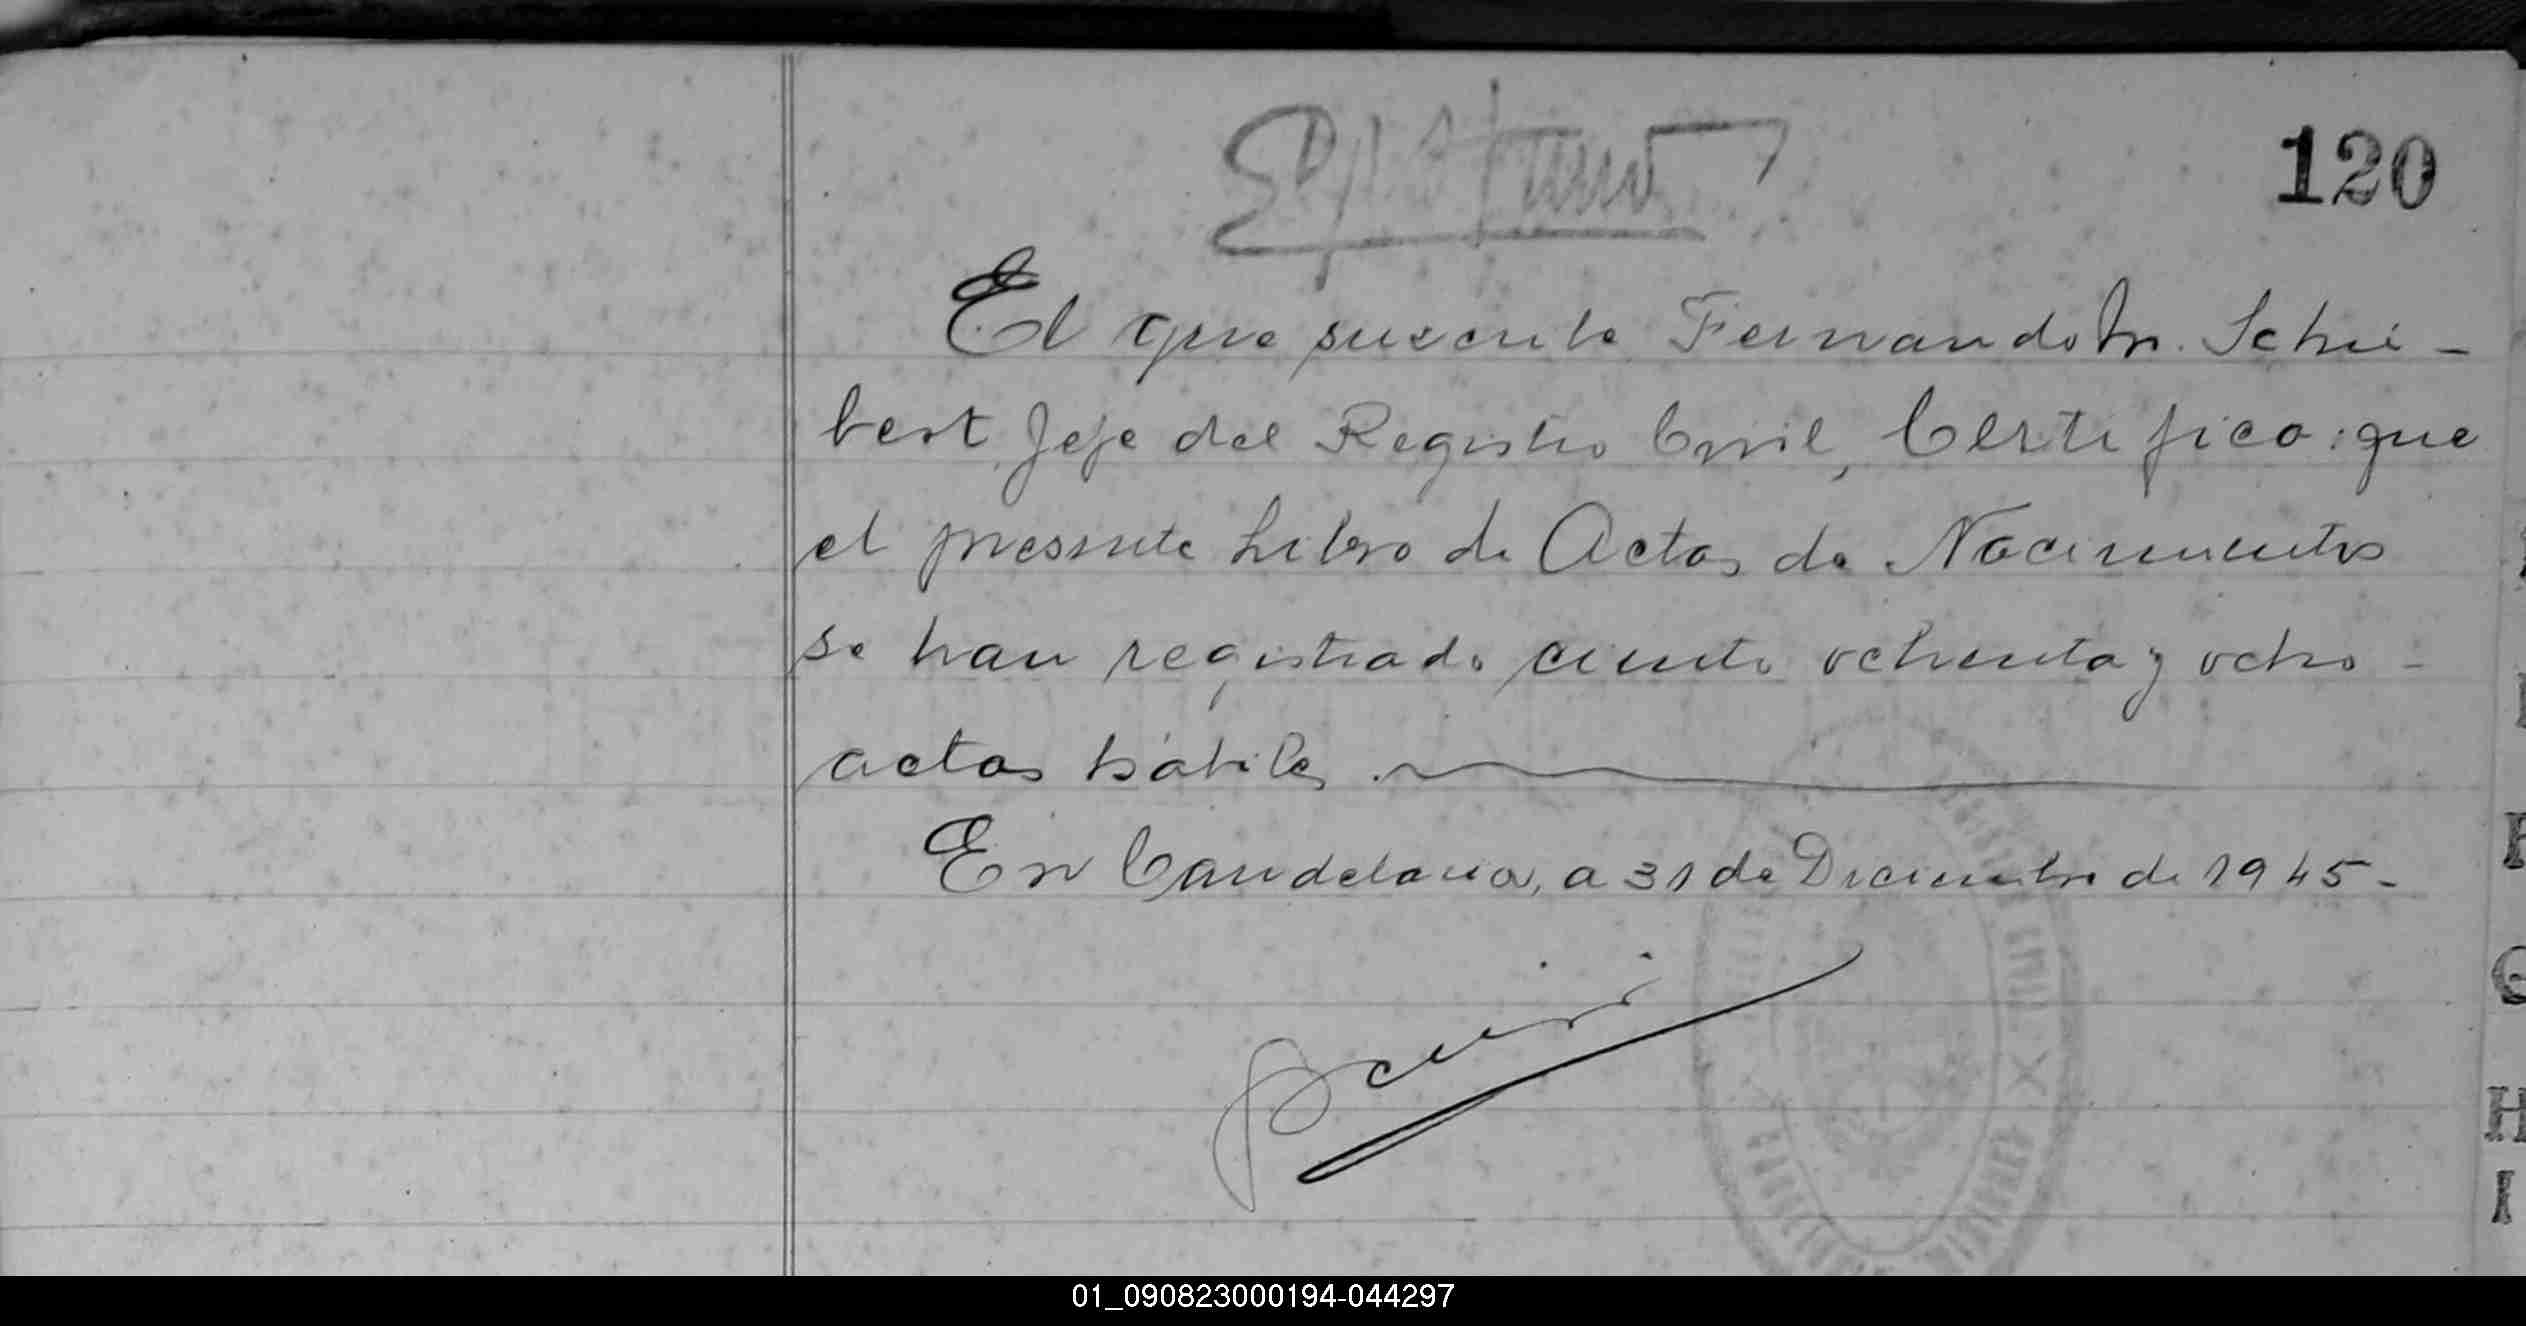 120
El que suscribe Fernando M. Schu-
bert, Jefe del Registro Civil, Certifico: que
el presente Libro de Actas de Nacimientos
se han registrado ciento ochenta y ocho -
actas hábiles
En Candelaria, a 31 de Diciembre de 1945.-
F
G
H
I
01_090823000194-044297